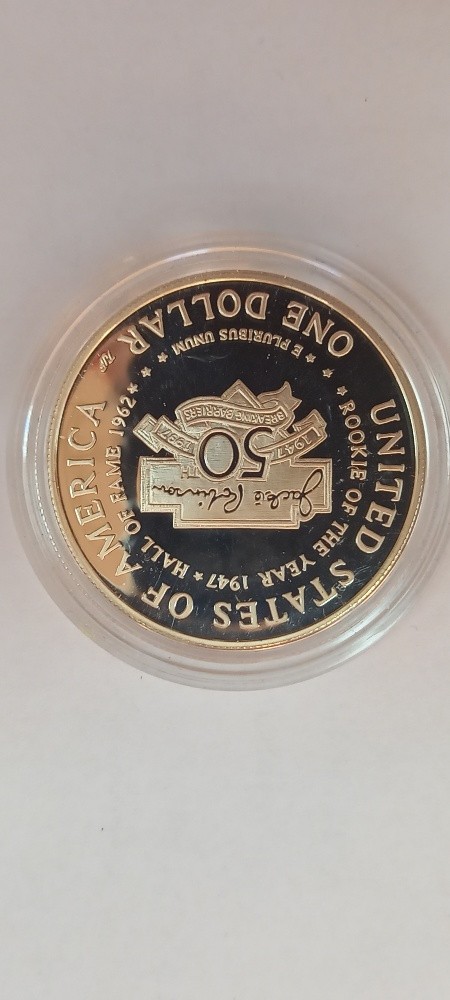 UNITED STATES OF AMERICA
ROOKIE OF THE YEAR 1947 ★ HALL OF FAME 1962 ★ ★ ★ ★
Jackie Robinson
50TH
1947 1997
BREAKING BARRIERS
★ ★ ★ E PLURIBUS UNUM
ONE DOLLAR